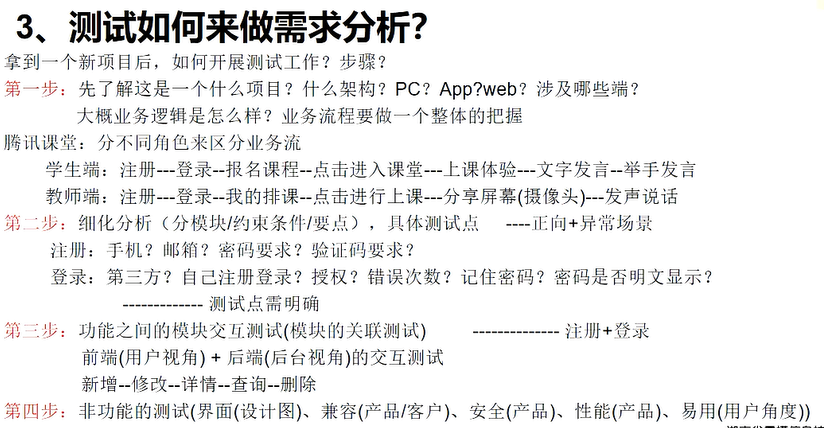 3、测试如何来做需求分析？
拿到一个新项目后，如何开展测试工作？步骤？
第一步：先了解这是一个什么项目？什么架构？PC？App?web？涉及哪些端？
大概业务逻辑是怎么样？业务流程要做一个整体的把握
腾讯课堂：分不同角色来区分业务流
学生端：注册---登录--报名课程--点击进入课堂---上课体验---文字发言--举手发言
教师端：注册---登录--我的排课--点击进行上课---分享屏幕(摄像头)---发声说话
第二步：细化分析（分模块/约束条件/要点），具体测试点 ----正向+异常场景
注册：手机？邮箱？密码要求？验证码要求？
登录：第三方？自己注册登录？授权？错误次数？记住密码？密码是否明文显示？
------------- 测试点需明确
第三步：功能之间的模块交互测试(模块的关联测试) -------------- 注册+登录
前端(用户视角) + 后端(后台视角)的交互测试
新增--修改--详情--查询--删除
第四步：非功能的测试(界面(设计图)、兼容(产品/客户)、安全(产品)、性能(产品)、易用(用户角度))